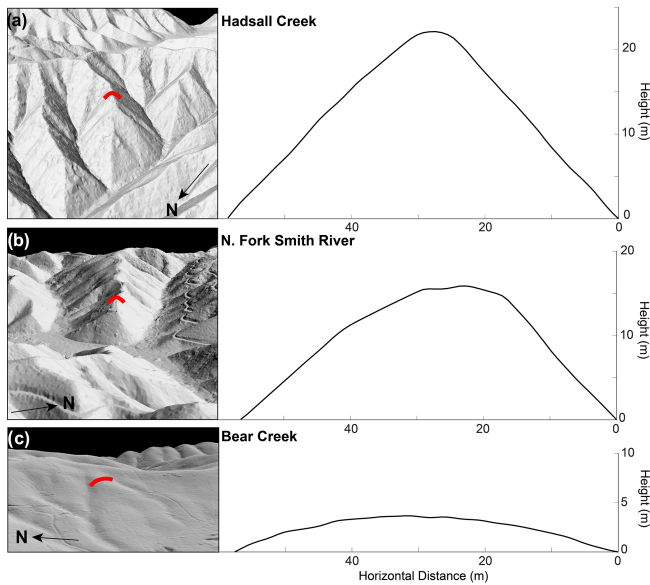 (a)
Hadsall Creek
N
20
10
0
Height (m)
40
20
0
(b)
N. Fork Smith River
N
20
10
0
Height (m)
40
20
0
(c)
Bear Creek
N
10
5
0
Height (m)
40
20
0
Horizontal Distance (m)